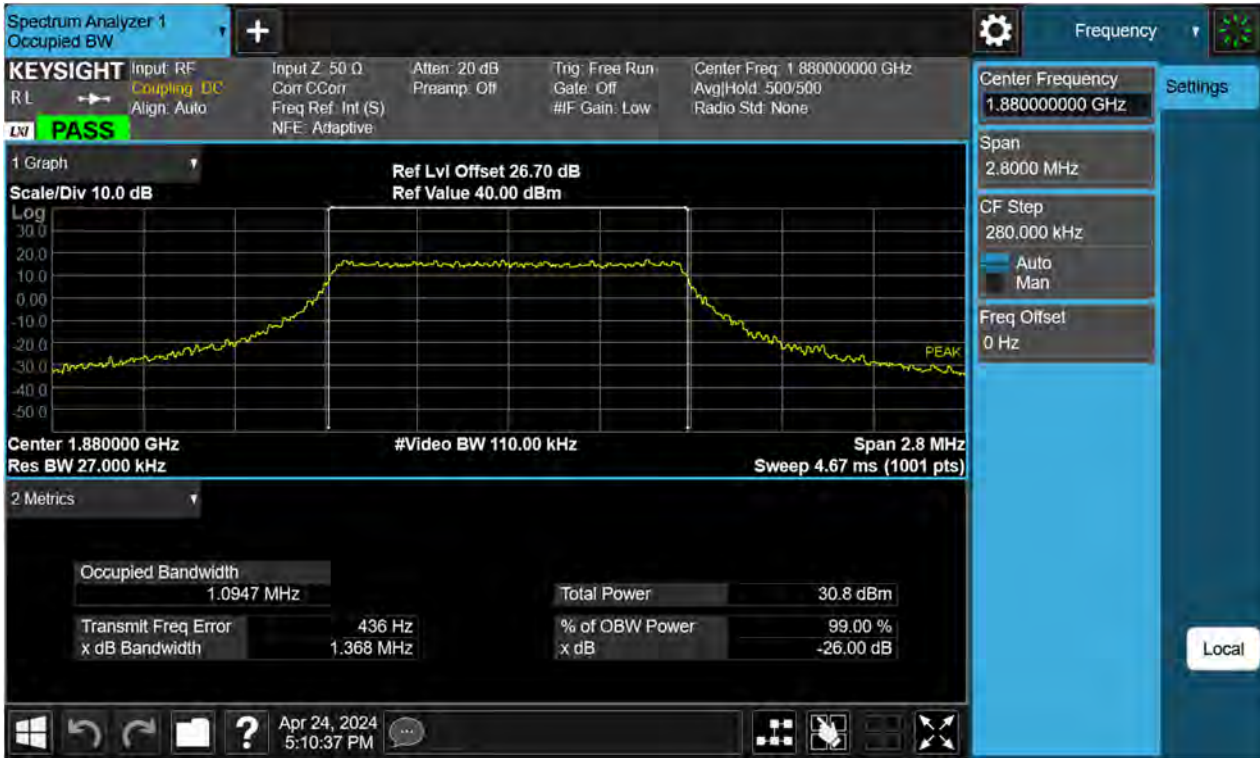 Spectrum Analyzer 1
Occupied BW
+
Frequency
KEYSIGHT
R L
LXI
PASS
Input: RF
Coupling: DC
Align: Auto
Input Z: 50 Ω
Corr CCorr
Freq Ref: Int (S)
NFE: Adaptive
Atten: 20 dB
Preamp: Off
Trig: Free Run
Gate: Off
#IF Gain: Low
Center Freq: 1.880000000 GHz
Avg|Hold: 500/500
Radio Std: None
Center Frequency
1.880000000 GHz
Settings
Span
2.8000 MHz
CF Step
280.000 kHz
Auto
Man
Freq Offset
0 Hz
1 Graph
Scale/Div 10.0 dB
Ref Lvl Offset 26.70 dB
Ref Value 40.00 dBm
Log
30.0
20.0
10.0
0.00
-10.0
-20.0
-30.0
-40.0
-50.0
PEAK
Center 1.880000 GHz
#Video BW 110.00 kHz
Span 2.8 MHz
Res BW 27.000 kHz
Sweep 4.67 ms (1001 pts)
2 Metrics
Occupied Bandwidth
1.0947 MHz
Total Power 30.8 dBm
Transmit Freq Error 436 Hz
% of OBW Power 99.00 %
x dB Bandwidth 1.368 MHz
x dB -26.00 dB
Local
?
Apr 24, 2024
5:10:37 PM